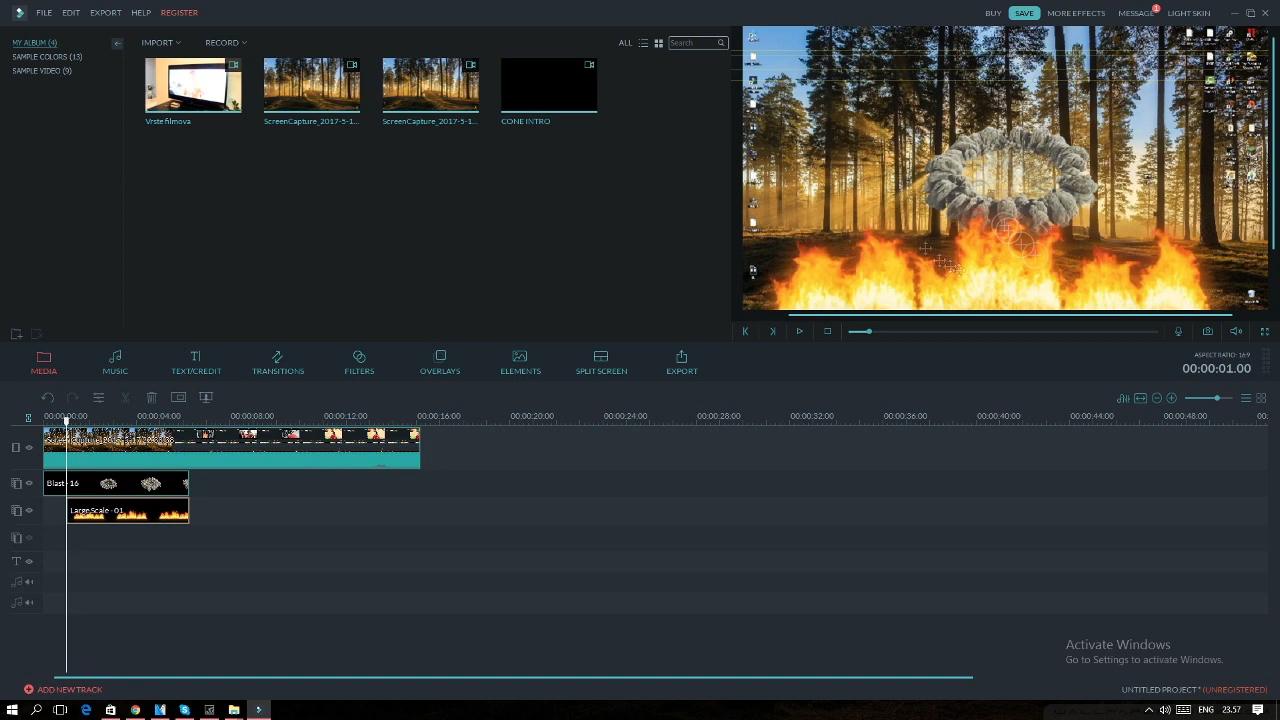 FILE EDIT EXPORT HELP REGISTER
BUY SAVE MORE EFFECTS MESSAGE 1 LIGHT SKIN
MY ALBUM (4)
SAMPLE COLORS (13)
SAMPLE VIDEO (9)
IMPORT RECORD ALL Search
Vrste filmova
ScreenCapture_2017-5-1...
ScreenCapture_2017-5-1...
CONE INTRO
MEDIA MUSIC TEXT/CREDIT TRANSITIONS FILTERS OVERLAYS ELEMENTS SPLIT SCREEN EXPORT
ASPECT RATIO: 16:9
00:00:01.00
00:00:00:00 00:00:04:00 00:00:08:00 00:00:12:00 00:00:16:00 00:00:20:00 00:00:24:00 00:00:28:00 00:00:32:00 00:00:36:00 00:00:40:00 00:00:44:00 00:00:48:00 00:
Blast - 16
Large Scale - 01
Activate Windows
Go to Settings to activate Windows.
ADD NEW TRACK
UNTITLED PROJECT * (UNREGISTERED)
ENG 23.57